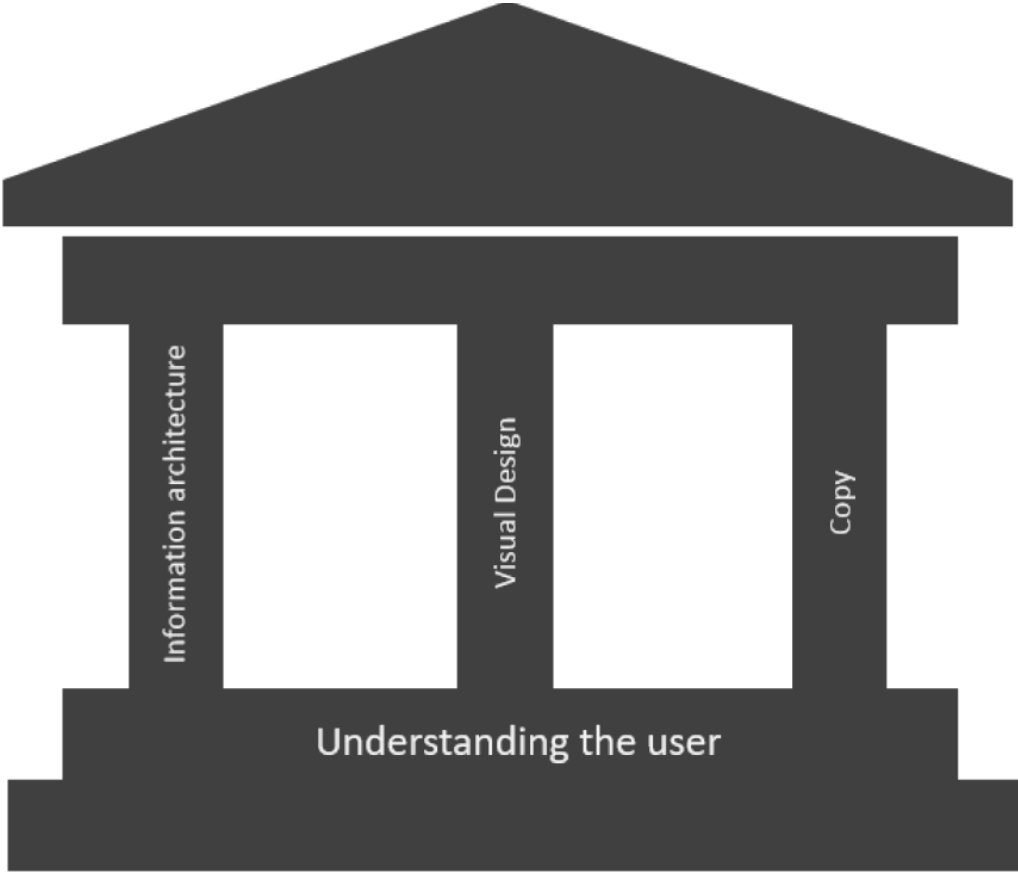 Information architecture
Visual Design
Copy
Understanding the user